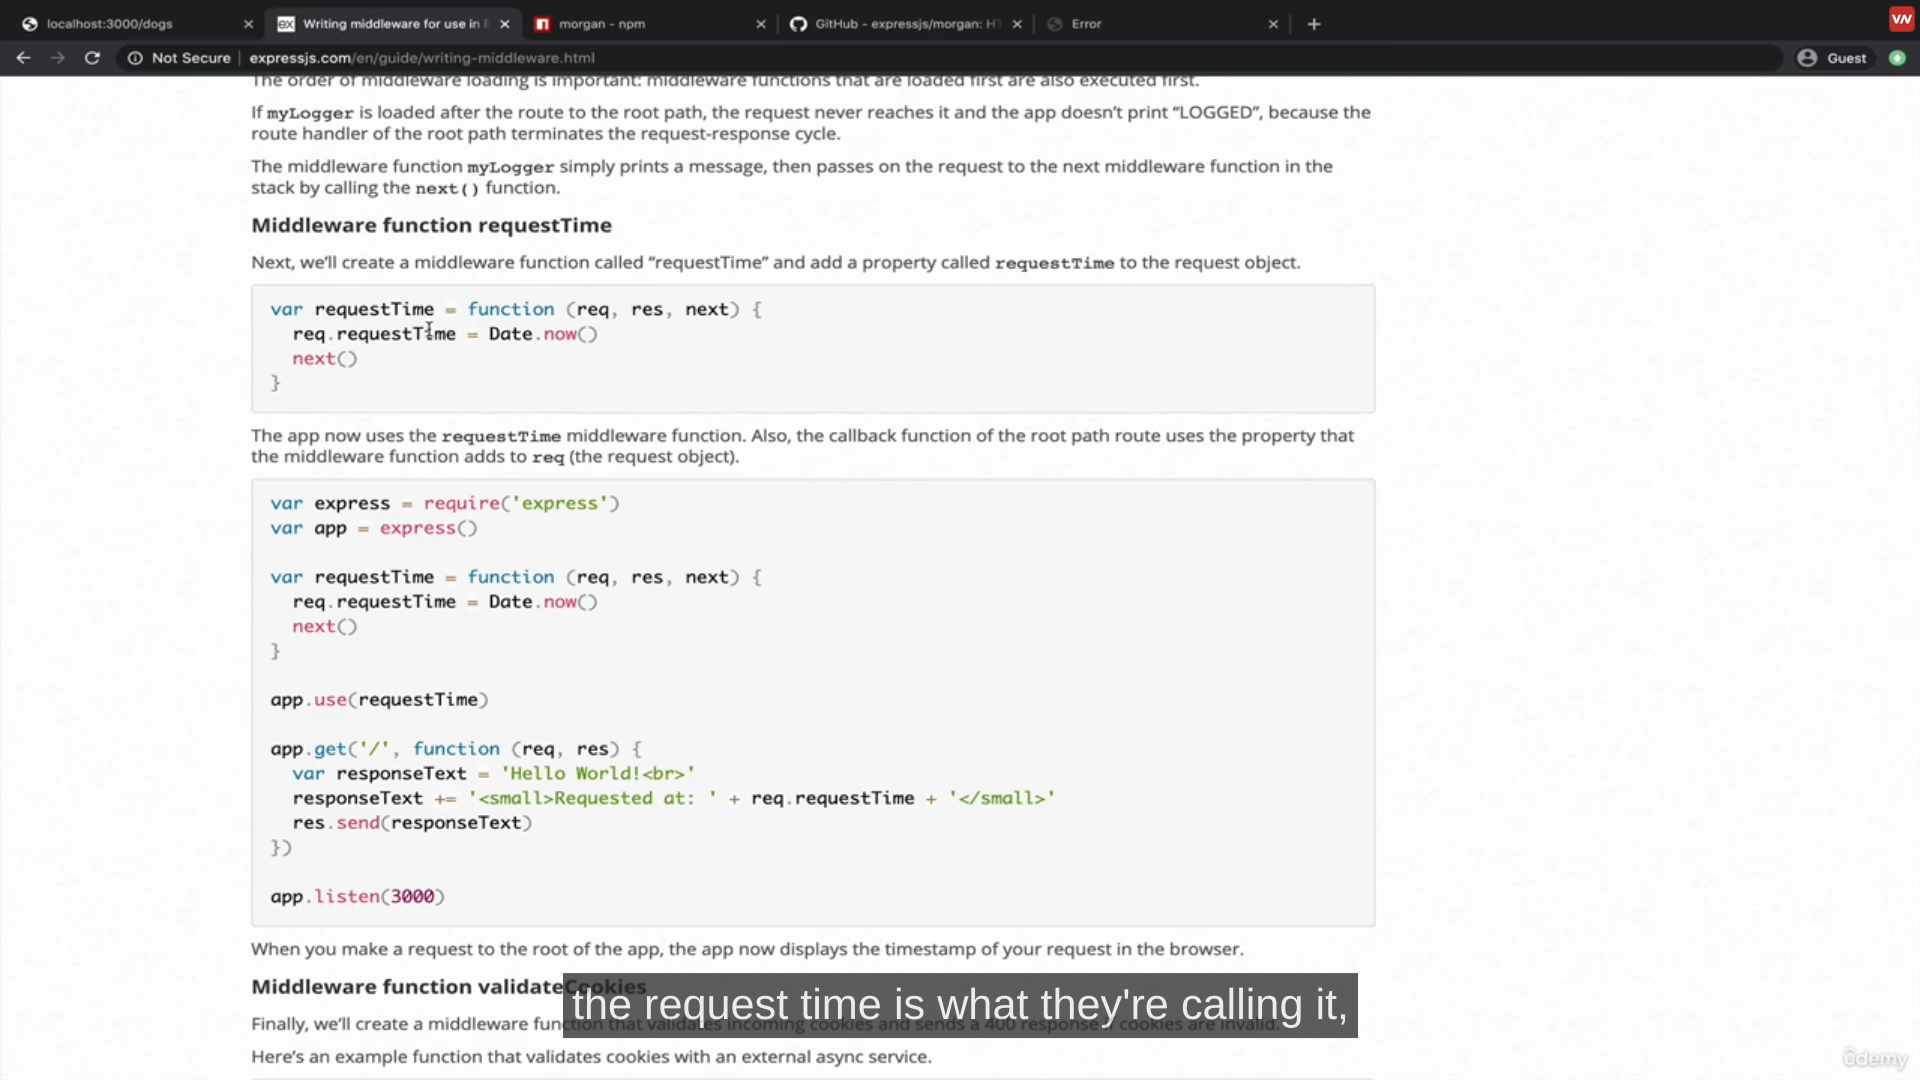 localhost:3000/dogs
Writing middleware for use in E
morgan - npm
GitHub - expressjs/morgan: HT
Error
Not Secure | expressjs.com/en/guide/writing-middleware.html
Guest
The order of middleware loading is important: middleware functions that are loaded first are also executed first.
If myLogger is loaded after the route to the root path, the request never reaches it and the app doesn't print “LOGGED”, because the
route handler of the root path terminates the request-response cycle.
The middleware function myLogger simply prints a message, then passes on the request to the next middleware function in the
stack by calling the next() function.
Middleware function requestTime
Next, we'll create a middleware function called “requestTime” and add a property called requestTime to the request object.
var requestTime = function (req, res, next) {
req.requestTime = Date.now()
next()
}
The app now uses the requestTime middleware function. Also, the callback function of the root path route uses the property that
the middleware function adds to req (the request object).
var express = require('express')
var app = express()
var requestTime = function (req, res, next) {
req.requestTime = Date.now()
next()
}
app.use(requestTime)
app.get('/', function (req, res) {
var responseText = 'Hello World!<br>'
responseText += '<small>Requested at: ' + req.requestTime + '</small>'
res.send(responseText)
})
app.listen(3000)
When you make a request to the root of the app, the app now displays the timestamp of your request in the browser.
Middleware function validateCookies
the request time is what they're calling it,
Finally, we'll create a middleware function that validates incoming cookies and sends a 400 response if cookies are invalid.
Here's an example function that validates cookies with an external async service.
ûdemy